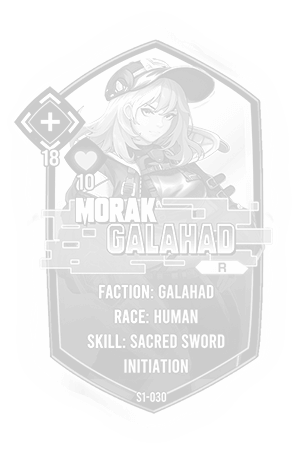 18
10
MORAK
GALAHAD
R
FACTION: GALAHAD
RACE: HUMAN
SKILL: SACRED SWORD
INITIATION
S1-030